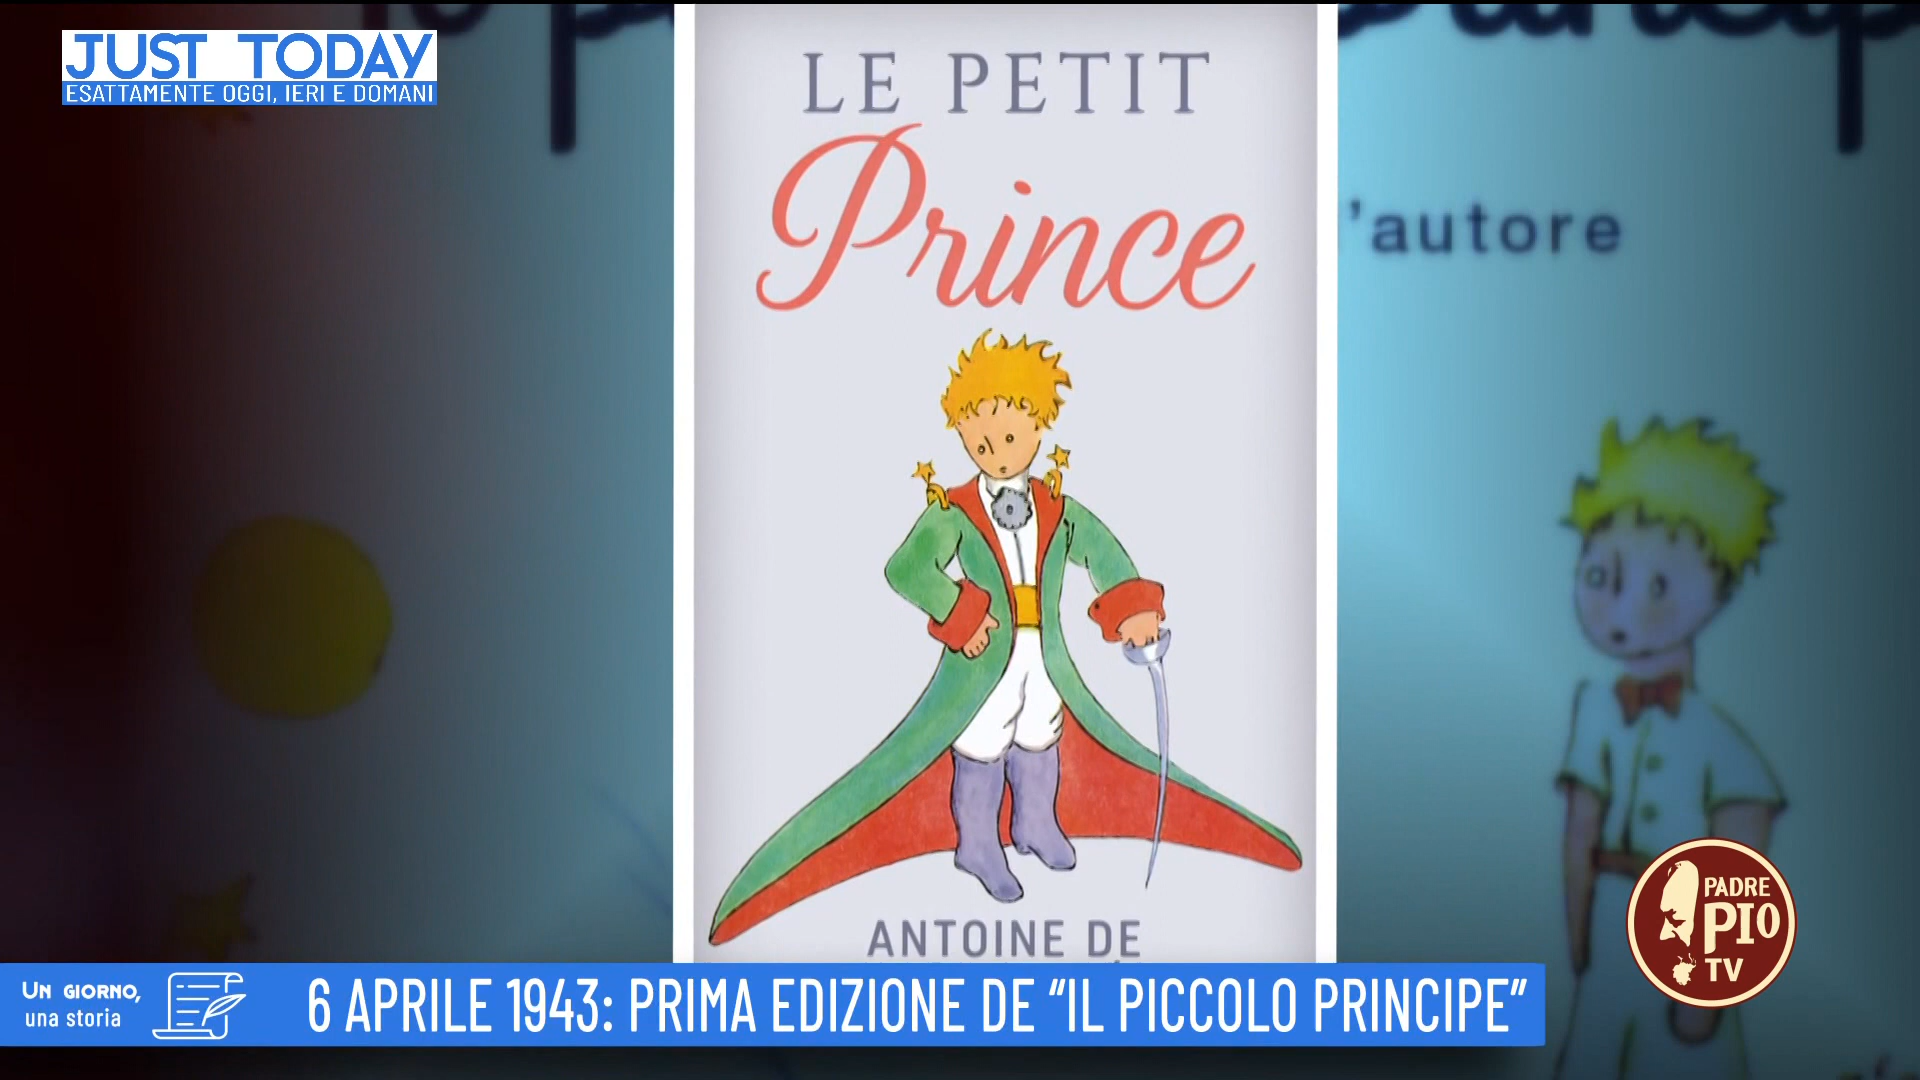 JUST TODAY
ESATTAMENTE OGGI, IERI E DOMANI
LE PETIT
Prince
'autore
ANTOINE DE
PADRE
PIO
TV
Un giorno,
una storia
6 APRILE 1943: PRIMA EDIZIONE DE “IL PICCOLO PRINCIPE”